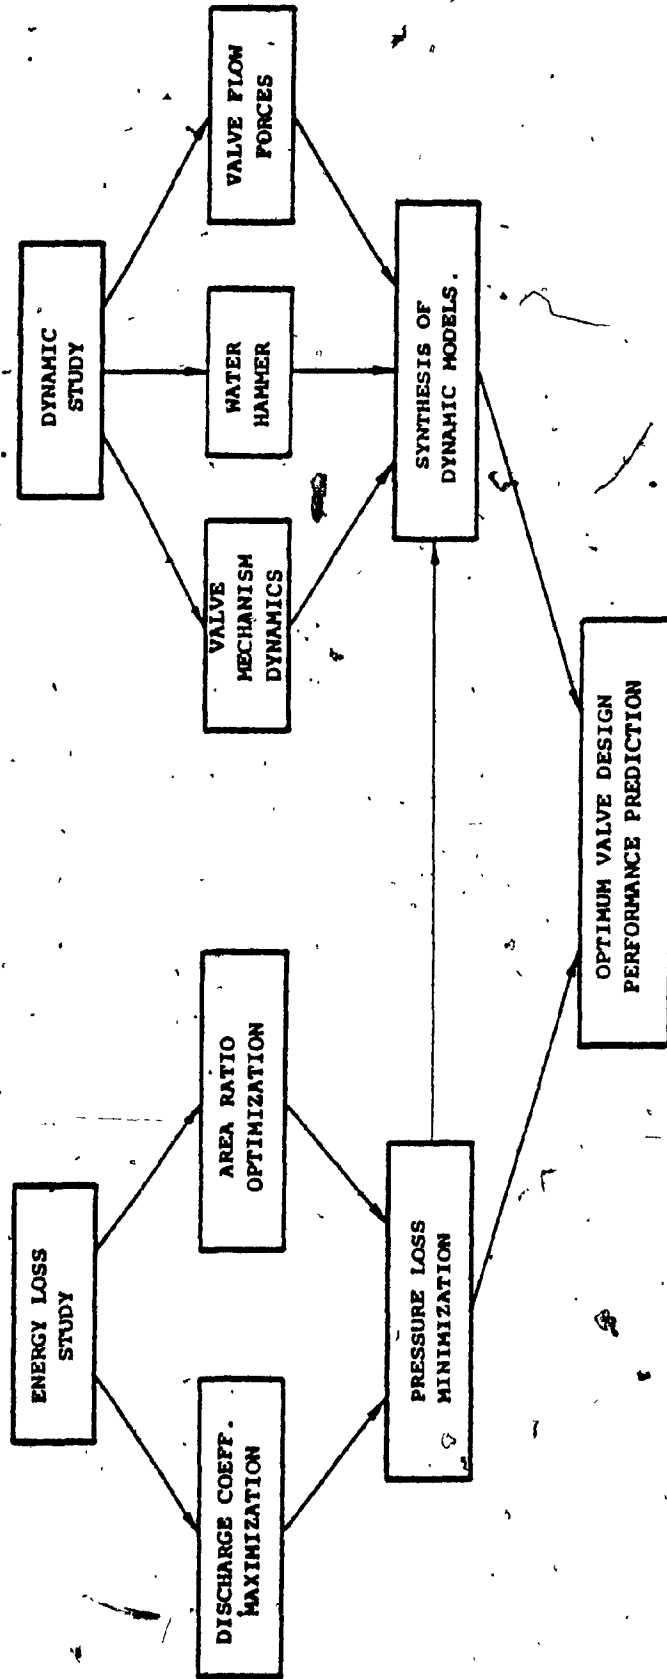 ENERGY LOSS
STUDY
DYNAMIC
STUDY
DISCHARGE COEFF.
MAXIMIZATION
AREA RATIO
OPTIMIZATION
VALVE
MECHANISM
DYNAMICS
WATER
HAMMER
VALVE FLOW
FORCES
PRESSURE LOSS
MINIMIZATION
SYNTHESIS OF
DYNAMIC MODELS.
OPTIMUM VALVE DESIGN
PERFORMANCE PREDICTION